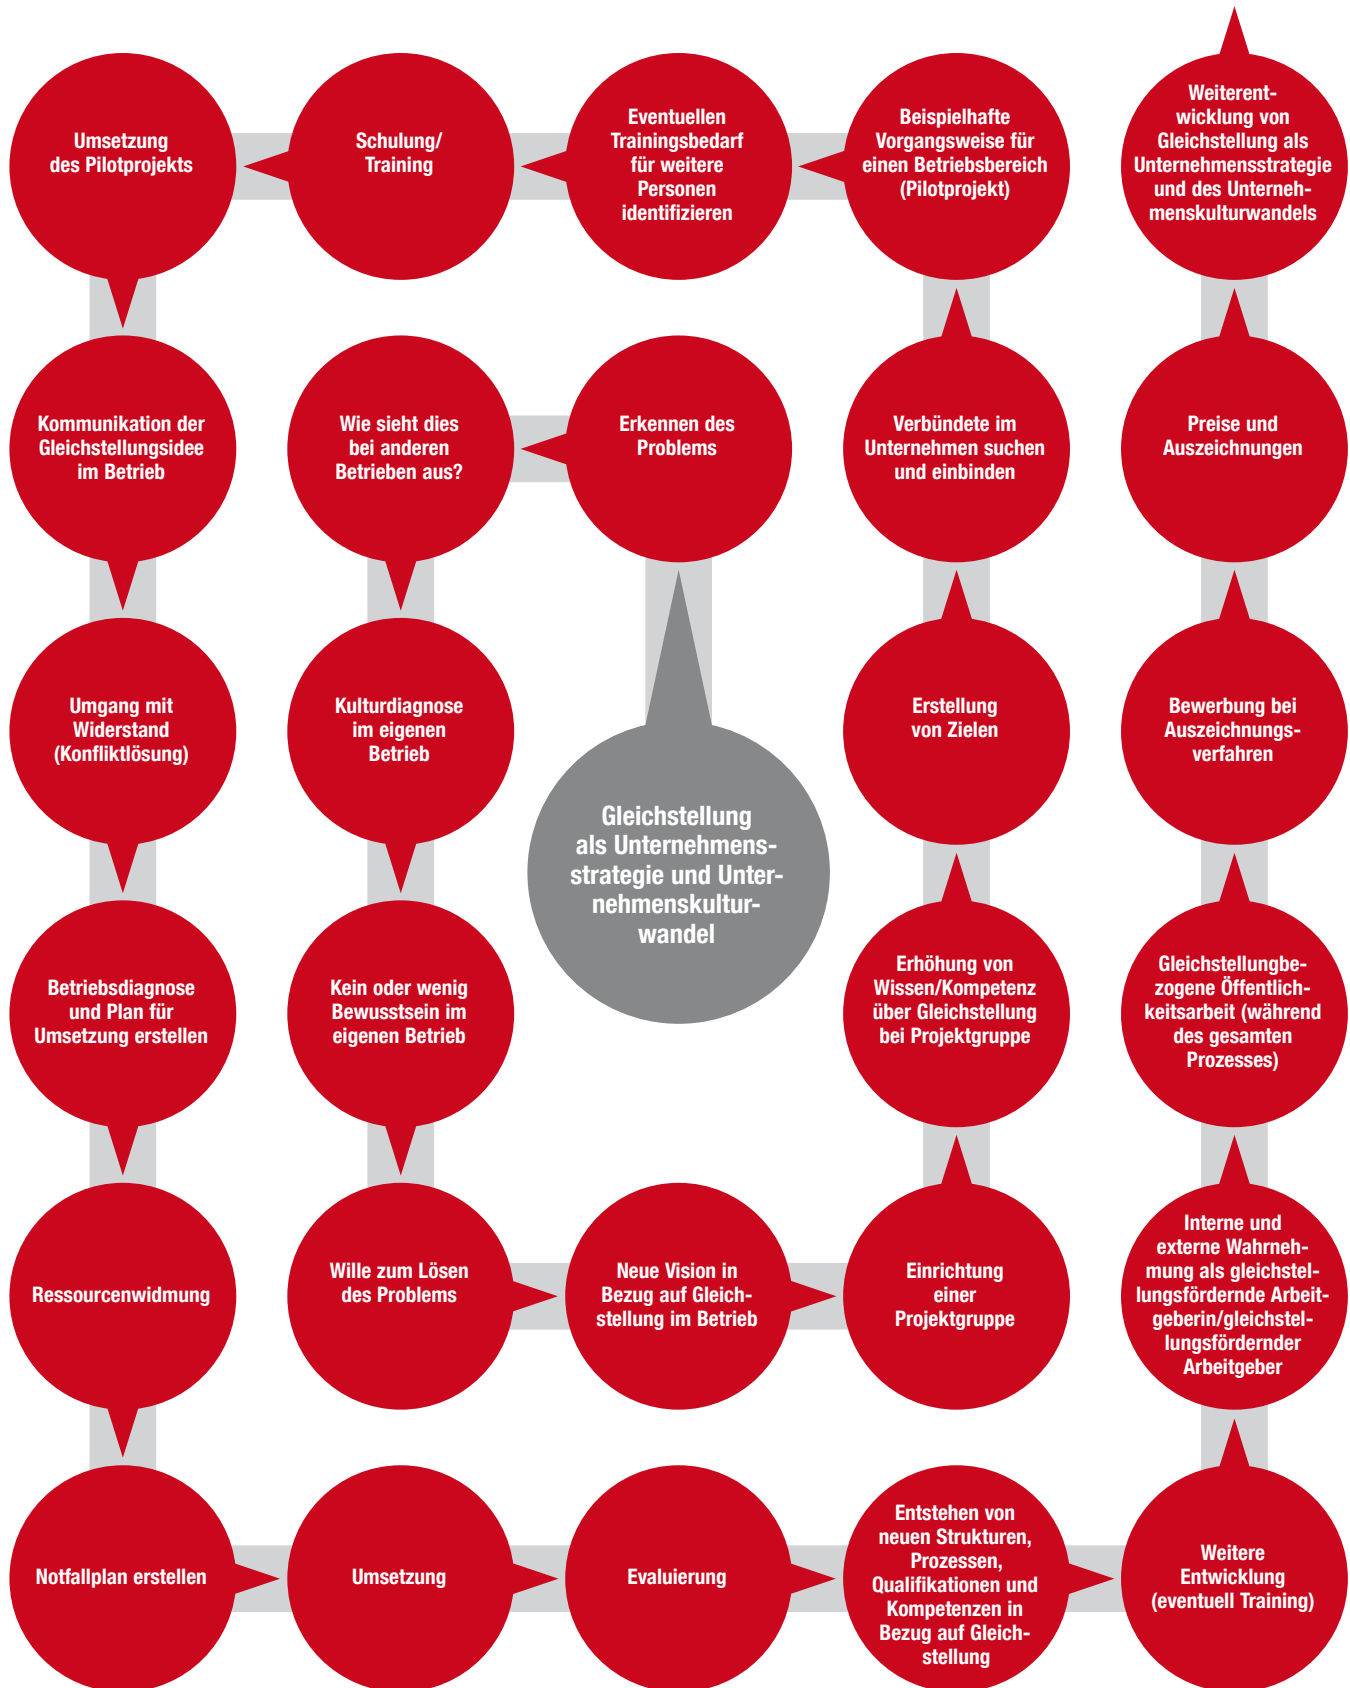 Umsetzung
des Pilotprojekts
Schulung/
Training
Eventuellen
Trainingsbedarf
für weitere
Personen
identifizieren
Beispielhafte
Vorgangsweise für
einen Betriebsbereich
(Pilotprojekt)
Weiterent-
wicklung von
Gleichstellung als
Unternehmensstrategie
und des Unterneh-
menskulturwandels
Kommunikation der
Gleichstellungsidee
im Betrieb
Wie sieht dies
bei anderen
Betrieben aus?
Erkennen des
Problems
Verbündete im
Unternehmen suchen
und einbinden
Preise und
Auszeichnungen
Umgang mit
Widerstand
(Konfliktlösung)
Kulturdiagnose
im eigenen
Betrieb
Erstellung
von Zielen
Bewerbung bei
Auszeichnungs-
verfahren
Gleichstellung
als Unternehmens-
strategie und Unter-
nehmenskultur-
wandel
Betriebsdiagnose
und Plan für
Umsetzung erstellen
Kein oder wenig
Bewusstsein im
eigenen Betrieb
Erhöhung von
Wissen/Kompetenz
über Gleichstellung
bei Projektgruppe
Gleichstellungbe-
zogene Öffentlich-
keitsarbeit (während
des gesamten
Prozesses)
Ressourcenwidmung
Wille zum Lösen
des Problems
Neue Vision in
Bezug auf Gleich-
stellung im Betrieb
Einrichtung
einer
Projektgruppe
Interne und
externe Wahrneh-
mung als gleichstel-
lungsfördernde Arbeit-
geberin/gleichstel-
lungsfördernder
Arbeitgeber
Notfallplan erstellen
Umsetzung
Evaluierung
Entstehen von
neuen Strukturen,
Prozessen,
Qualifikationen und
Kompetenzen in
Bezug auf Gleich-
stellung
Weitere
Entwicklung
(eventuell Training)